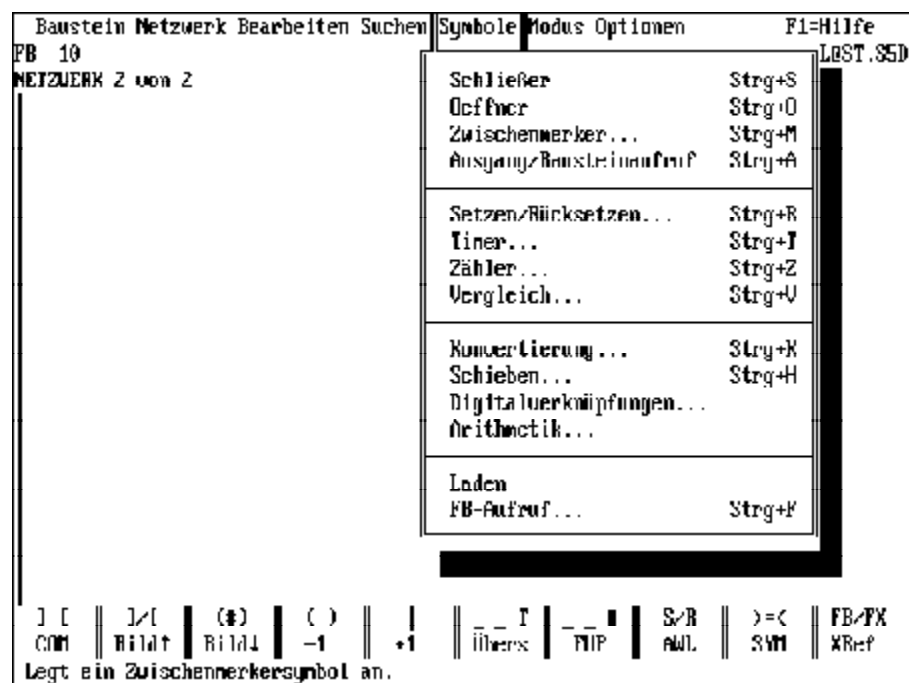 Baustein Netzwerk Bearbeiten Suchen Symbole Modus Optionen F1=Hilfe
FB 10 L@ST.S5D
NETZWERK 2 von 2
Schließer Strg+S
Oeffner Strg+O
Zwischenmerker... Strg+M
Ausgang/Bausteinaufruf Strg+A
Setzen/Rücksetzen... Strg+R
Timer... Strg+T
Zähler... Strg+Z
Vergleich... Strg+V
Konvertierung... Strg+K
Schieben... Strg+H
Digitalverknüpfungen...
Arithmetik...
Laden
FB-Aufruf... Strg+F
] [ ]/[ (#) ( ) | _ _ Γ _ _ ■ S/R >=< FB/FX
COM Bild↑ Bild↓ -1 +1 Übers FUP AWL SYM XRef
Legt ein Zwischenmerkersymbol an.